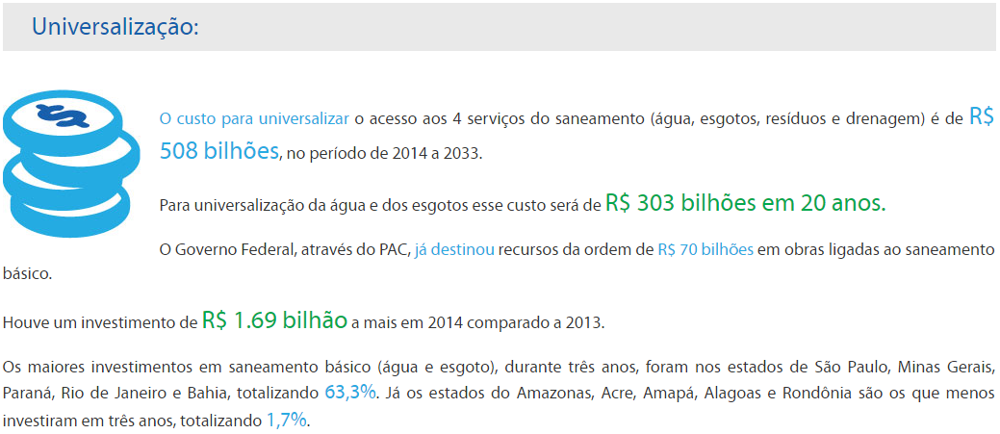 Universalização:
O custo para universalizar o acesso aos 4 serviços do saneamento (água, esgotos, resíduos e drenagem) é de R$
508 bilhões, no período de 2014 a 2033.
Para universalização da água e dos esgotos esse custo será de R$ 303 bilhões em 20 anos.
O Governo Federal, através do PAC, já destinou recursos da ordem de R$ 70 bilhões em obras ligadas ao saneamento
básico.
Houve um investimento de R$ 1.69 bilhão a mais em 2014 comparado a 2013.
Os maiores investimentos em saneamento básico (água e esgoto), durante três anos, foram nos estados de São Paulo, Minas Gerais,
Paraná, Rio de Janeiro e Bahia, totalizando 63,3%. Já os estados do Amazonas, Acre, Amapá, Alagoas e Rondônia são os que menos
investiram em três anos, totalizando 1,7%.